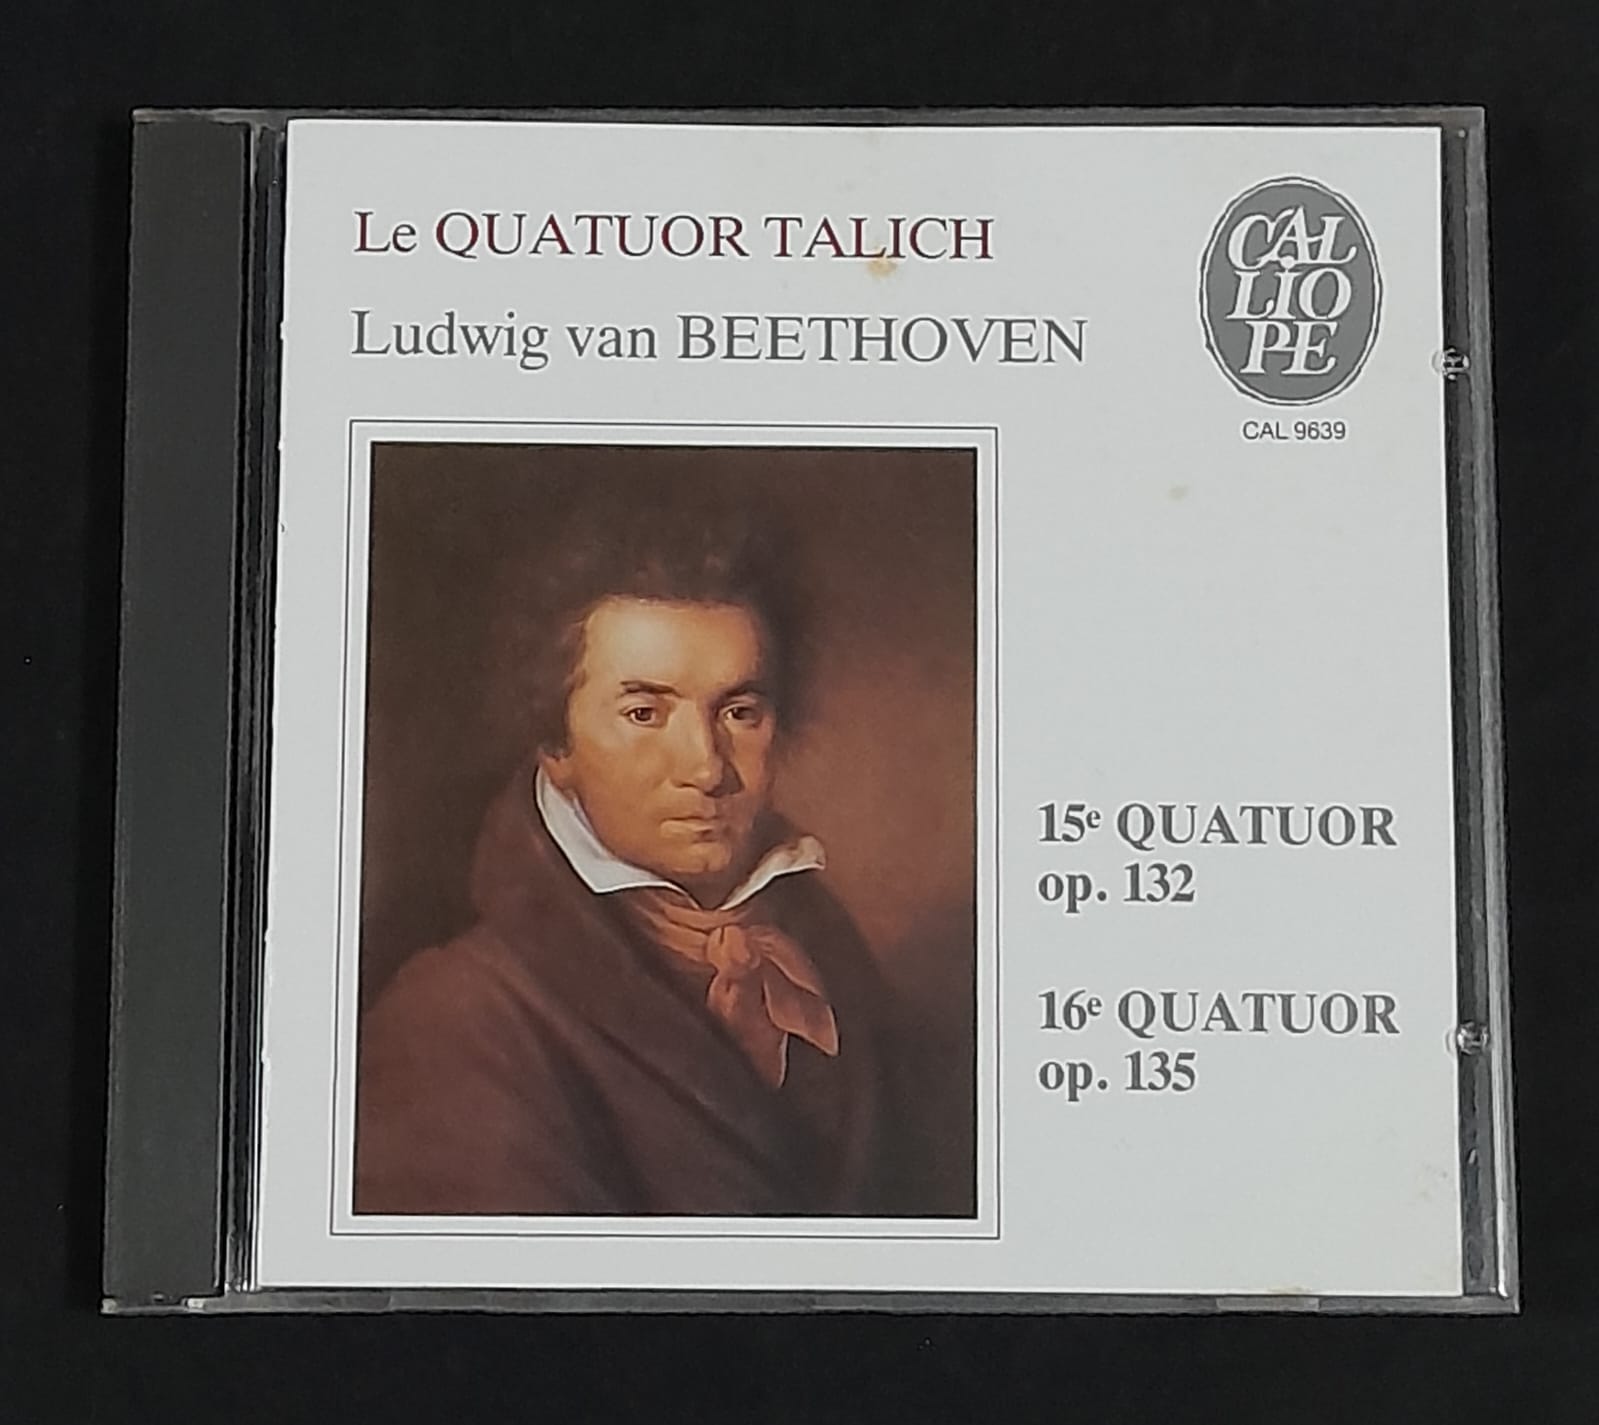 Le QUATUOR TALICH
Ludwig van BEETHOVEN
CAL
LIO
PE
CAL 9639
15e QUATUOR
op. 132
16e QUATUOR
op. 135